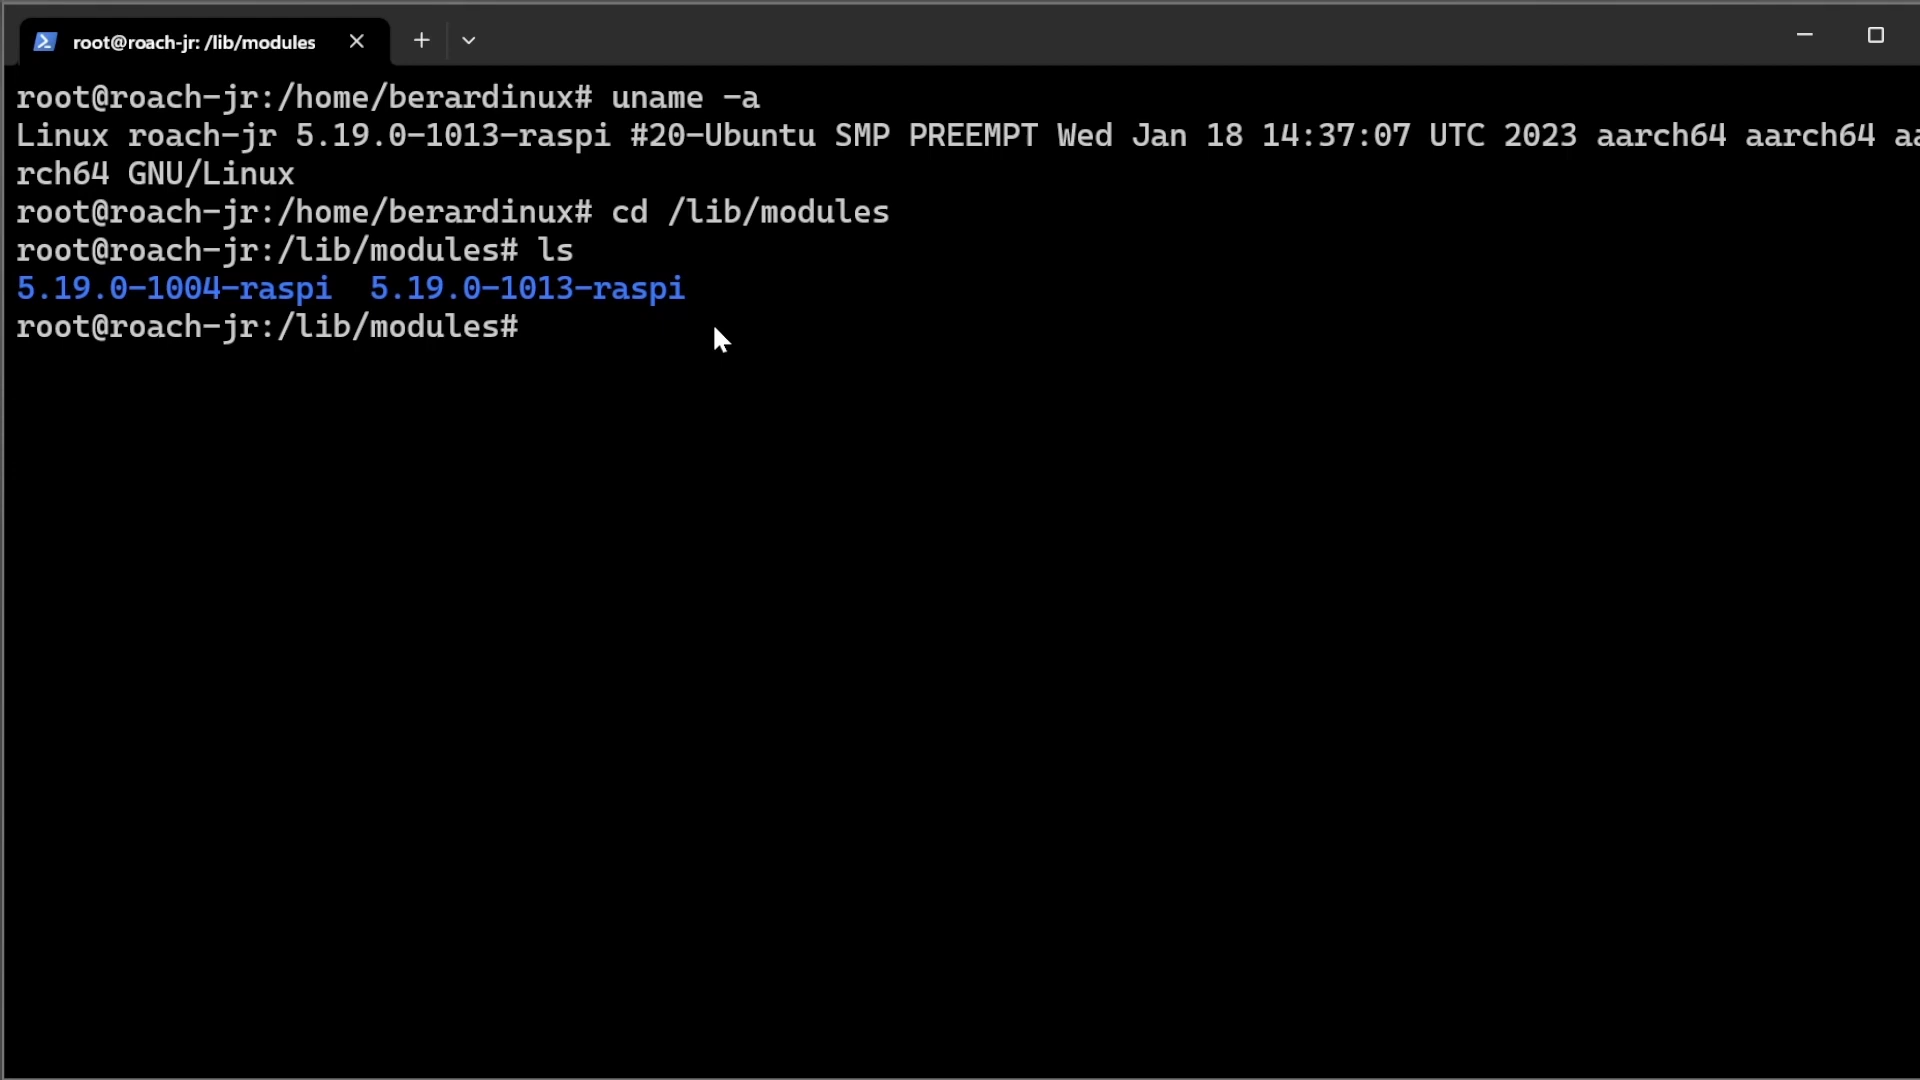 root@roach-jr: /lib/modules
root@roach-jr:/home/berardinux# uname -a
Linux roach-jr 5.19.0-1013-raspi #20-Ubuntu SMP PREEMPT Wed Jan 18 14:37:07 UTC 2023 aarch64 aarch64 aa
rch64 GNU/Linux
root@roach-jr:/home/berardinux# cd /lib/modules
root@roach-jr:/lib/modules# ls
5.19.0-1004-raspi  5.19.0-1013-raspi
root@roach-jr:/lib/modules#